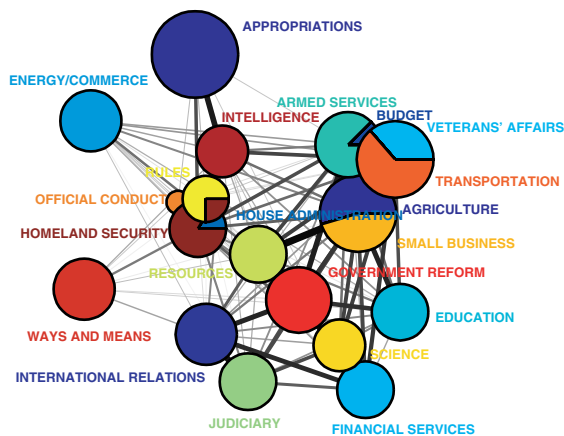 APPROPRIATIONS
ENERGY/COMMERCE
ARMED SERVICES
BUDGET
INTELLIGENCE
VETERANS' AFFAIRS
RULES
TRANSPORTATION
OFFICIAL CONDUCT
AGRICULTURE
HOUSE ADMINISTRATION
HOMELAND SECURITY
SMALL BUSINESS
RESOURCES
GOVERNMENT REFORM
EDUCATION
WAYS AND MEANS
SCIENCE
INTERNATIONAL RELATIONS
JUDICIARY
FINANCIAL SERVICES